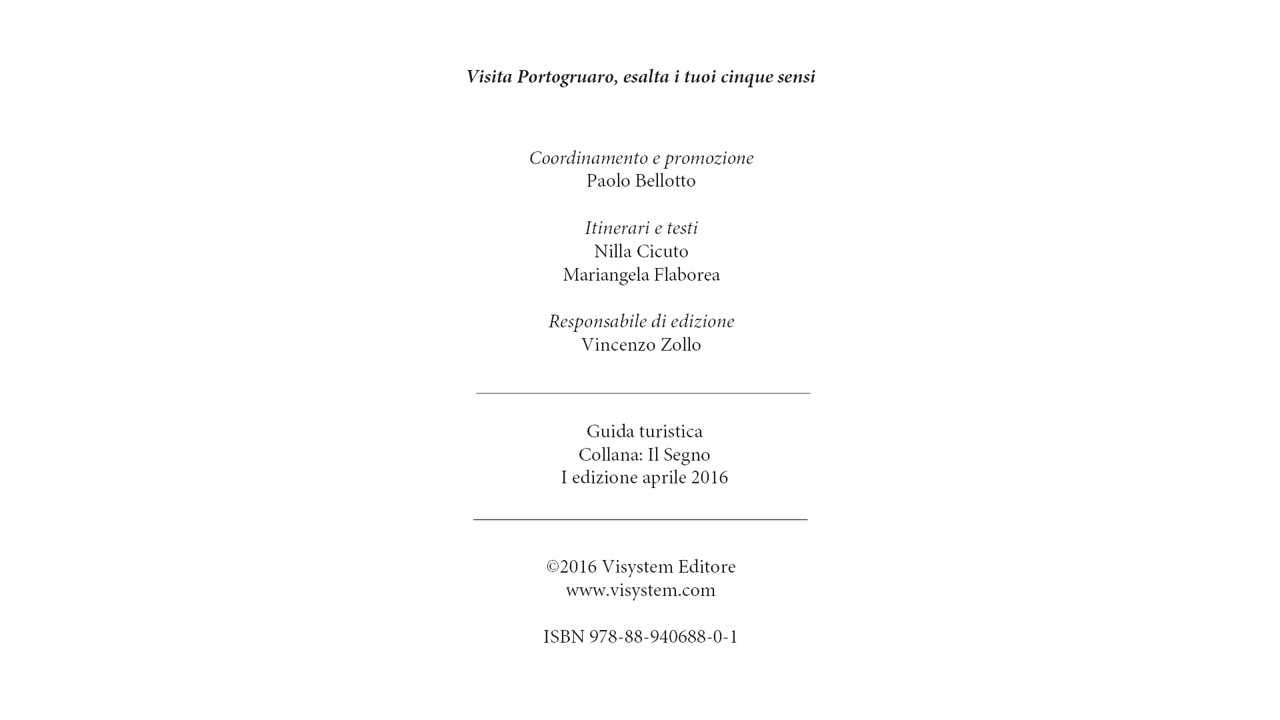 Visita Portogruaro, esalta i tuoi cinque sensi
Coordinamento e promozione
Paolo Bellotto
Itinerari e testi
Nilla Cicuto
Mariangela Flaborea
Responsabile di edizione
Vincenzo Zollo
Guida turistica
Collana: Il Segno
I edizione aprile 2016
©2016 Visystem Editore
www.visystem.com
ISBN 978-88-940688-0-1